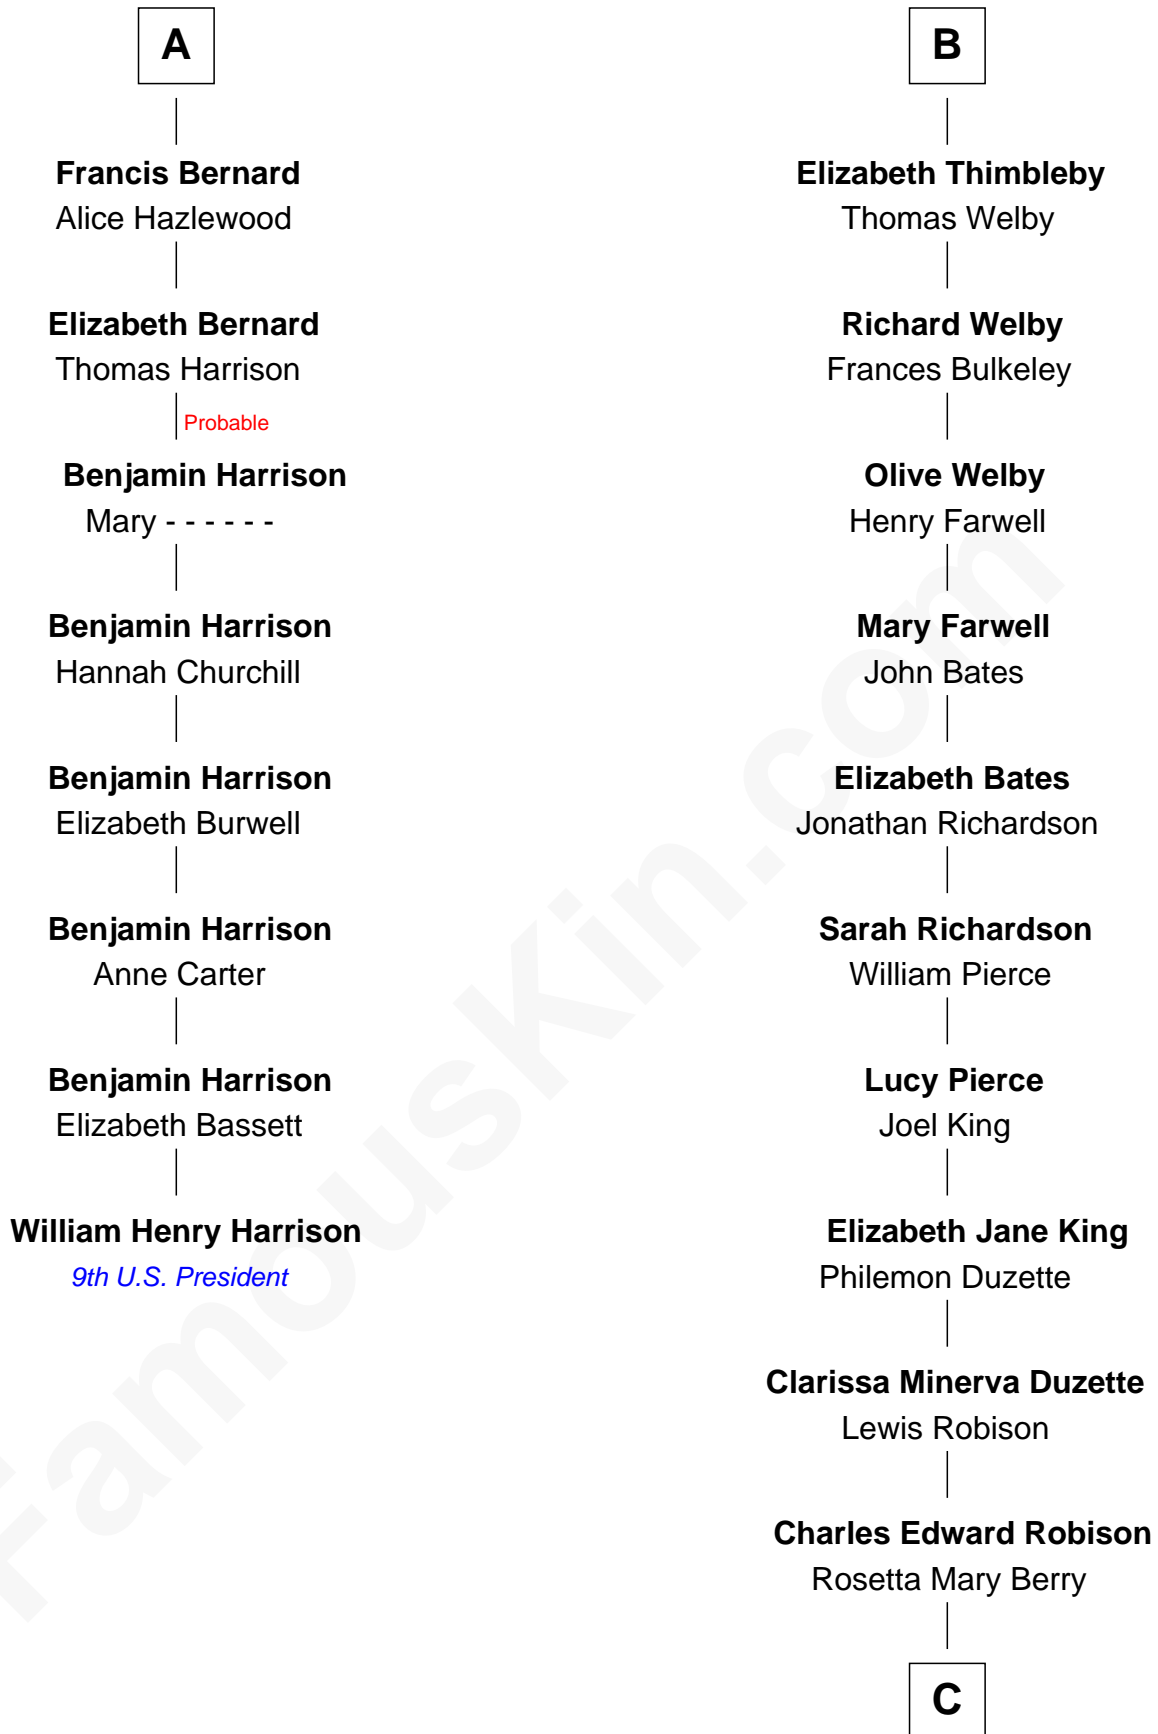 A
Francis Bernard
Alice Hazlewood
Elizabeth Bernard
Thomas Harrison
Probable
Benjamin Harrison
Mary - - - - - -
Benjamin Harrison
Hannah Churchill
Benjamin Harrison
Elizabeth Burwell
Benjamin Harrison
Anne Carter
Benjamin Harrison
Elizabeth Bassett
William Henry Harrison
9th U.S. President
B
Elizabeth Thimbleby
Thomas Welby
Richard Welby
Frances Bulkeley
Olive Welby
Henry Farwell
Mary Farwell
John Bates
Elizabeth Bates
Jonathan Richardson
Sarah Richardson
William Pierce
Lucy Pierce
Joel King
Elizabeth Jane King
Philemon Duzette
Clarissa Minerva Duzette
Lewis Robison
Charles Edward Robison
Rosetta Mary Berry
C
FamousKin.com